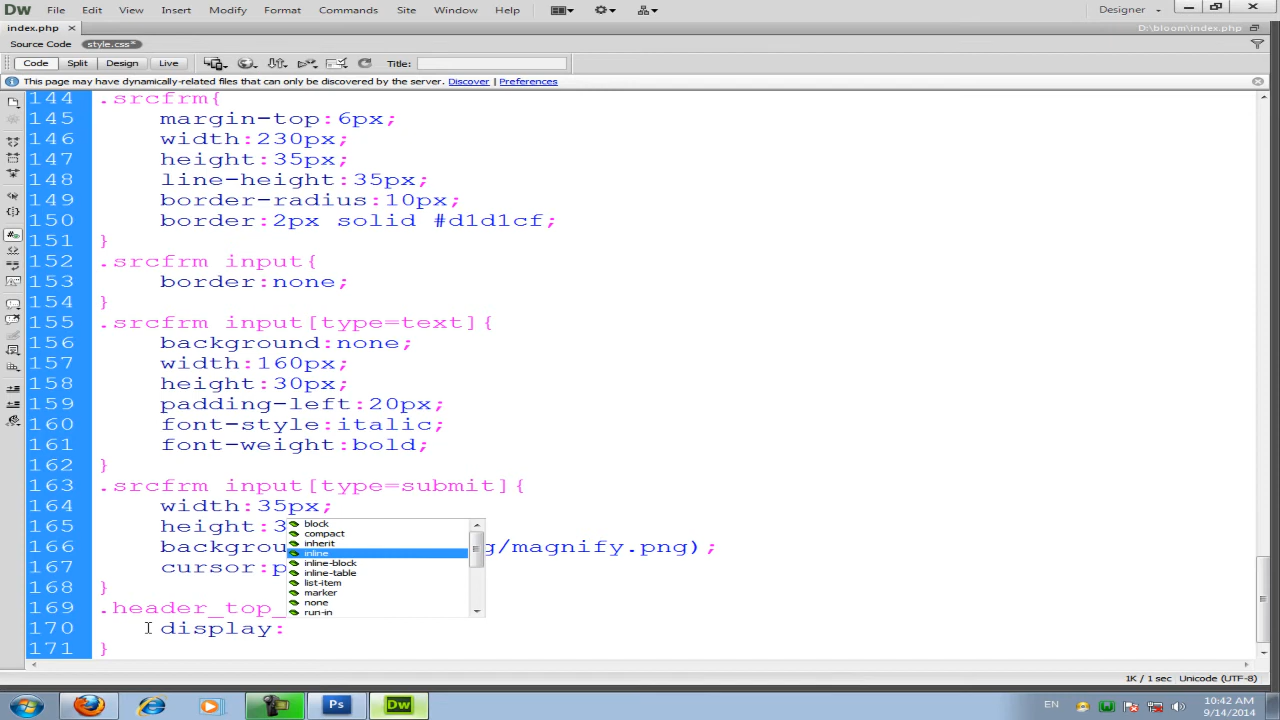 Dw File Edit View Insert Modify Format Commands Site Window Help Designer
index.php × D:\bloom\index.php
Source Code style.css*
Code Split Design Live Title:
This page may have dynamically-related files that can only be discovered by the server. Discover | Preferences
144 .srcfrm{
145 margin-top:6px;
146 width:230px;
147 height:35px;
148 line-height:35px;
149 border-radius:10px;
150 border:2px solid #d1d1cf;
151 }
152 .srcfrm input{
153 border:none;
154 }
155 .srcfrm input[type=text]{
156 background:none;
157 width:160px;
158 height:30px;
159 padding-left:20px;
160 font-style:italic;
161 font-weight:bold;
162 }
163 .srcfrm input[type=submit]{
164 width:35px;
165 height:3
block
compact
inherit
inline
inline-block
inline-table
list-item
marker
none
run-in
166 backgroun g/magnify.png);
167 cursor:p
168 }
169 .header_top_
170 display:
171 }
1K / 1 sec Unicode (UTF-8)
Ps Dw EN 10:42 AM
9/14/2014